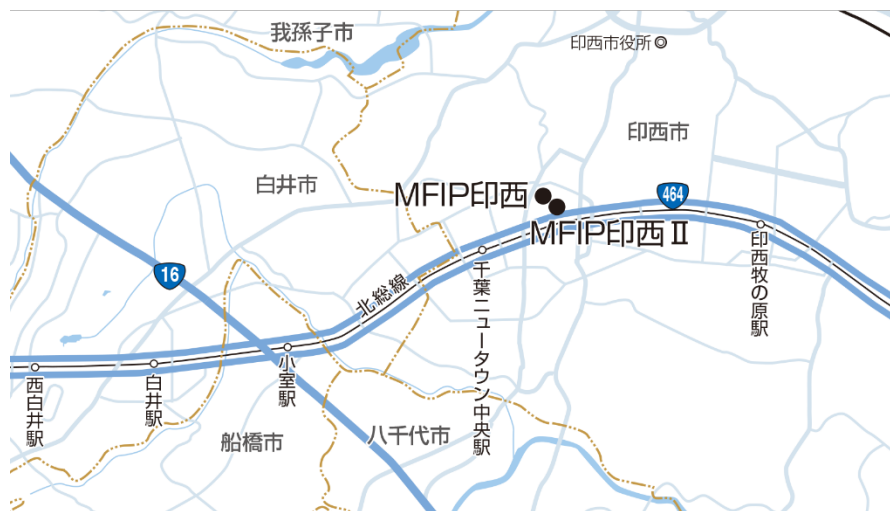 我孫子市
印西市役所
印西市
白井市
MFIP印西
464
MFIP印西Ⅱ
16
北総線
千葉ニュータウン中央駅
印西牧の原駅
小室駅
白井駅
西白井駅
船橋市
八千代市